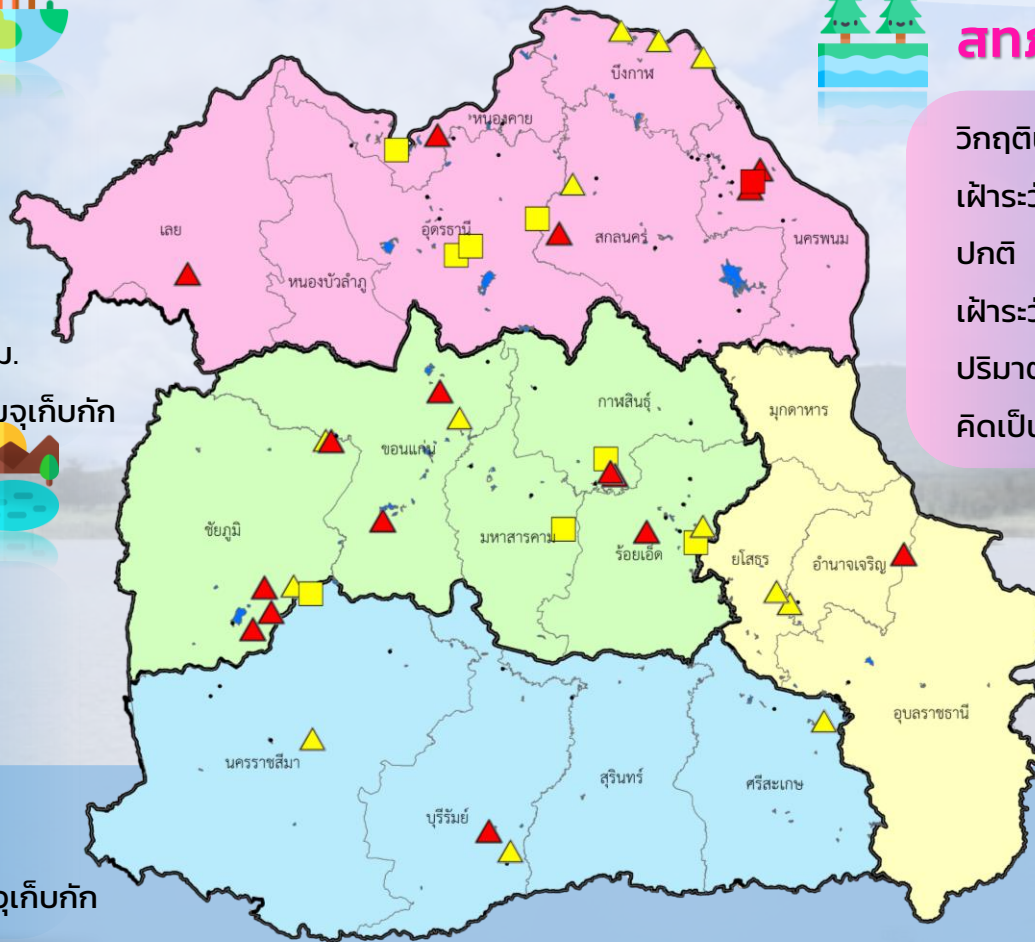 บึงกาฬ
หนองคาย
เลย
อุดรธานี
สกลนคร
นครพนม
หนองบัวลำภู
วิกฤติ
เฝ้าระวัง
ปกติ
เฝ้าระวัง
คิดเป็น
ม.
จุเก็บกัก
กาฬสินธุ์
มุกดาหาร
ขอนแก่น
ชัยภูมิ
มหาสารคาม
ร้อยเอ็ด
ยโสธร
อำนาจเจริญ
อุบลราชธานี
นครราชสีมา
บุรีรัมย์
สุรินทร์
ศรีสะเกษ
จุเก็บกัก